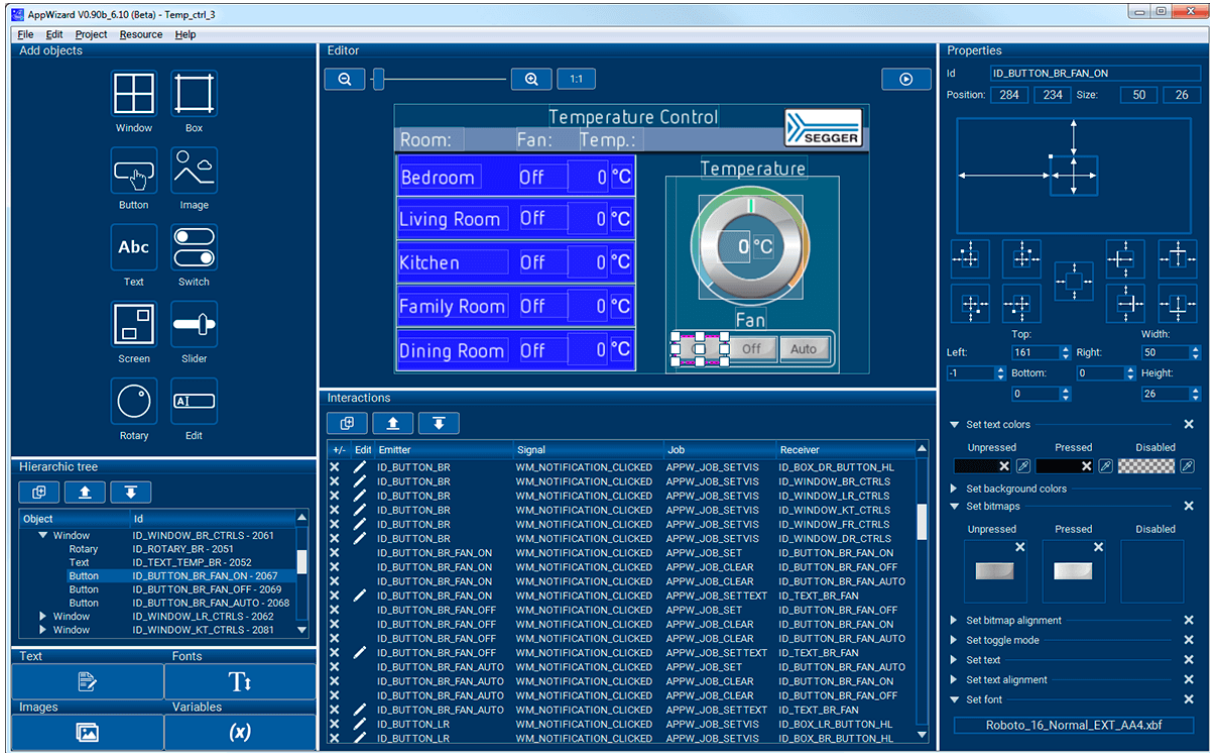 AppWizard V0.90b_6.10 (Beta) - Temp_ctrl_3
File Edit Project Resource Help
Add objects
Window Box
Button Image
Abc
Text Switch
Screen Slider
Rotary Edit
Hierarchic tree
Object Id
Window ID_WINDOW_BR_CTRLS - 2061
Rotary ID_ROTARY_BR - 2051
Text ID_TEXT_TEMP_BR - 2052
Button ID_BUTTON_BR_FAN_ON - 2067
Button ID_BUTTON_BR_FAN_OFF - 2069
Button ID_BUTTON_BR_FAN_AUTO - 2068
Window ID_WINDOW_LR_CTRLS - 2062
Window ID_WINDOW_KT_CTRLS - 2081
Text Fonts
Images Variables
(x)
Editor
1:1
Temperature Control
SEGGER
Room: Fan: Temp.:
Bedroom Off 0 °C
Living Room Off 0 °C
Kitchen Off 0 °C
Family Room Off 0 °C
Dining Room Off 0 °C
Temperature
0 °C
Fan
Off Auto
Interactions
+/- Edit Emitter Signal Job Receiver
ID_BUTTON_BR WM_NOTIFICATION_CLICKED APPW_JOB_SETVIS ID_BOX_DR_BUTTON_HL
ID_BUTTON_BR WM_NOTIFICATION_CLICKED APPW_JOB_SETVIS ID_WINDOW_BR_CTRLS
ID_BUTTON_BR WM_NOTIFICATION_CLICKED APPW_JOB_SETVIS ID_WINDOW_LR_CTRLS
ID_BUTTON_BR WM_NOTIFICATION_CLICKED APPW_JOB_SETVIS ID_WINDOW_KT_CTRLS
ID_BUTTON_BR WM_NOTIFICATION_CLICKED APPW_JOB_SETVIS ID_WINDOW_FR_CTRLS
ID_BUTTON_BR WM_NOTIFICATION_CLICKED APPW_JOB_SETVIS ID_WINDOW_DR_CTRLS
ID_BUTTON_BR_FAN_ON WM_NOTIFICATION_CLICKED APPW_JOB_SET ID_BUTTON_BR_FAN_ON
ID_BUTTON_BR_FAN_ON WM_NOTIFICATION_CLICKED APPW_JOB_CLEAR ID_BUTTON_BR_FAN_OFF
ID_BUTTON_BR_FAN_ON WM_NOTIFICATION_CLICKED APPW_JOB_CLEAR ID_BUTTON_BR_FAN_AUTO
ID_BUTTON_BR_FAN_ON WM_NOTIFICATION_CLICKED APPW_JOB_SETTEXT ID_TEXT_BR_FAN
ID_BUTTON_BR_FAN_OFF WM_NOTIFICATION_CLICKED APPW_JOB_SET ID_BUTTON_BR_FAN_OFF
ID_BUTTON_BR_FAN_OFF WM_NOTIFICATION_CLICKED APPW_JOB_CLEAR ID_BUTTON_BR_FAN_ON
ID_BUTTON_BR_FAN_OFF WM_NOTIFICATION_CLICKED APPW_JOB_CLEAR ID_BUTTON_BR_FAN_AUTO
ID_BUTTON_BR_FAN_OFF WM_NOTIFICATION_CLICKED APPW_JOB_SETTEXT ID_TEXT_BR_FAN
ID_BUTTON_BR_FAN_AUTO WM_NOTIFICATION_CLICKED APPW_JOB_SET ID_BUTTON_BR_FAN_AUTO
ID_BUTTON_BR_FAN_AUTO WM_NOTIFICATION_CLICKED APPW_JOB_CLEAR ID_BUTTON_BR_FAN_ON
ID_BUTTON_BR_FAN_AUTO WM_NOTIFICATION_CLICKED APPW_JOB_CLEAR ID_BUTTON_BR_FAN_OFF
ID_BUTTON_BR_FAN_AUTO WM_NOTIFICATION_CLICKED APPW_JOB_SETTEXT ID_TEXT_BR_FAN
ID_BUTTON_LR WM_NOTIFICATION_CLICKED APPW_JOB_SETVIS ID_BOX_LR_BUTTON_HL
ID_BUTTON_LR WM_NOTIFICATION_CLICKED APPW_JOB_SETVIS ID_BOX_BR_BUTTON_HL
Properties
Id ID_BUTTON_BR_FAN_ON
Position: 284 234 Size: 50 26
Top: Width:
Left: 161 Right: 50
-1 Bottom: 0 Height:
0 26
Set text colors
Unpressed Pressed Disabled
Set background colors
Set bitmaps
Unpressed Pressed Disabled
Set bitmap alignment
Set toggle mode
Set text
Set text alignment
Set font
Roboto_16_Normal_EXT_AA4.xbf